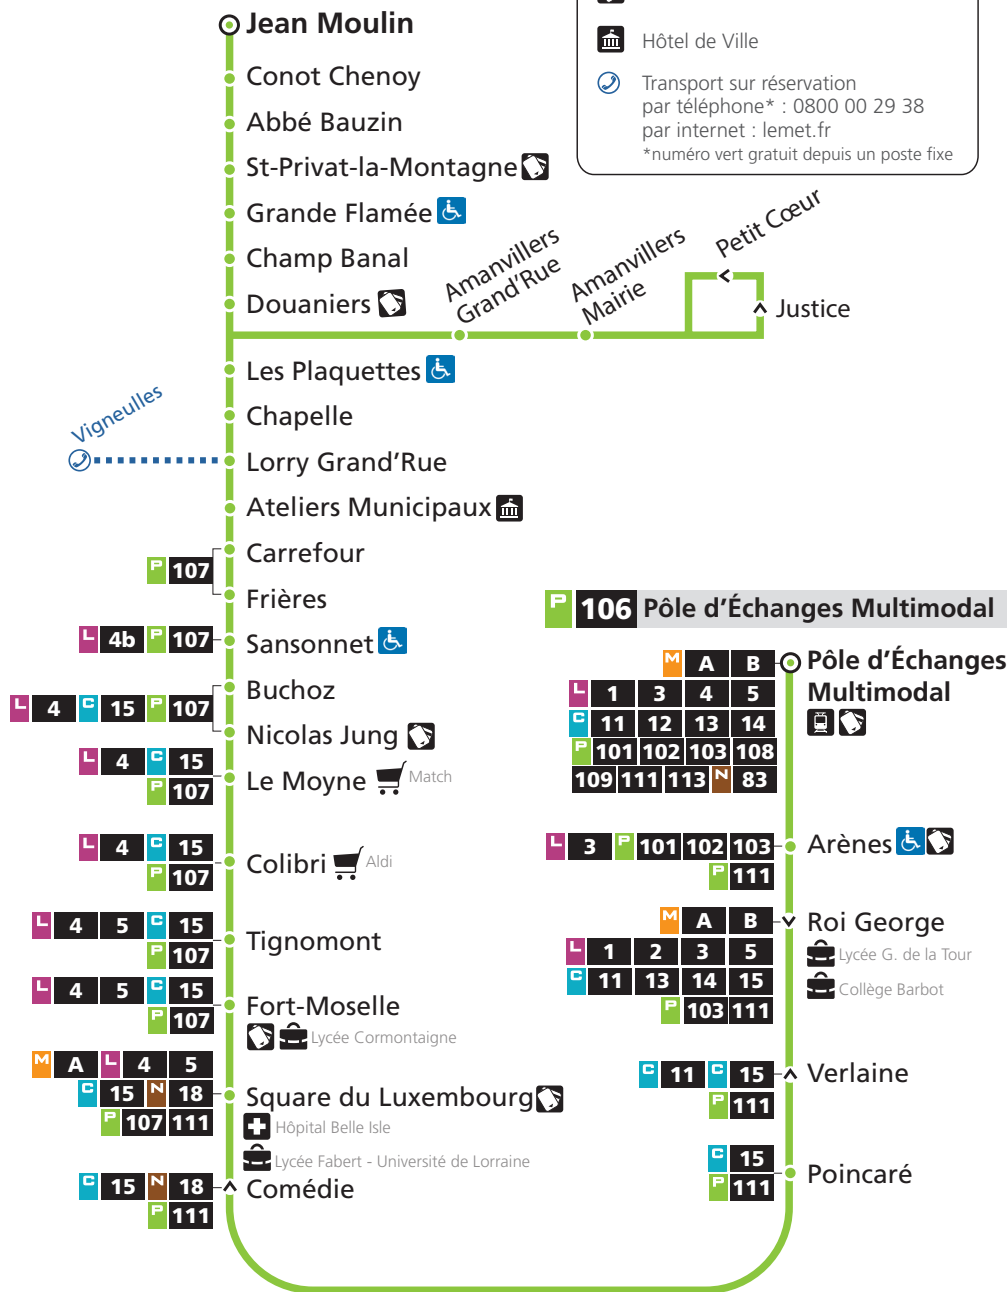 Hôtel de Ville
Transport sur réservation
par téléphone* : 0800 00 29 38
par internet : lemet.fr
*numéro vert gratuit depuis un poste fixe
Jean Moulin
Conot Chenoy
Abbé Bauzin
St-Privat-la-Montagne
Grande Flamée
Champ Banal
Douaniers
Amanvillers
Grand'Rue
Amanvillers
Mairie
Petit Cœur
Justice
Les Plaquettes
Chapelle
Vigneulles
Lorry Grand'Rue
Ateliers Municipaux
Carrefour
P 107
Frières
L 4b P 107
Sansonnet
Buchoz
L 4 C 15 P 107
Nicolas Jung
L 4 C 15
P 107
Le Moyne Match
L 4 C 15
P 107
Colibri Aldi
L 4 5 C 15
P 107
Tignomont
L 4 5 C 15
P 107
Fort-Moselle
Lycée Cormontaigne
M A L 4 5
C 15 N 18
P 107 111
Square du Luxembourg
Hôpital Belle Isle
Lycée Fabert - Université de Lorraine
C 15 N 18
P 111
Comédie
P 106 Pôle d'Échanges Multimodal
M A B
L 1 3 4 5
C 11 12 13 14
P 101 102 103 108
109 111 113 N 83
Pôle d'Échanges
Multimodal
L 3 P 101 102 103
P 111
Arènes
M A B
L 1 2 3 5
C 11 13 14 15
P 103 111
Roi George
Lycée G. de la Tour
Collège Barbot
C 11 C 15
P 111
Verlaine
C 15
P 111
Poincaré